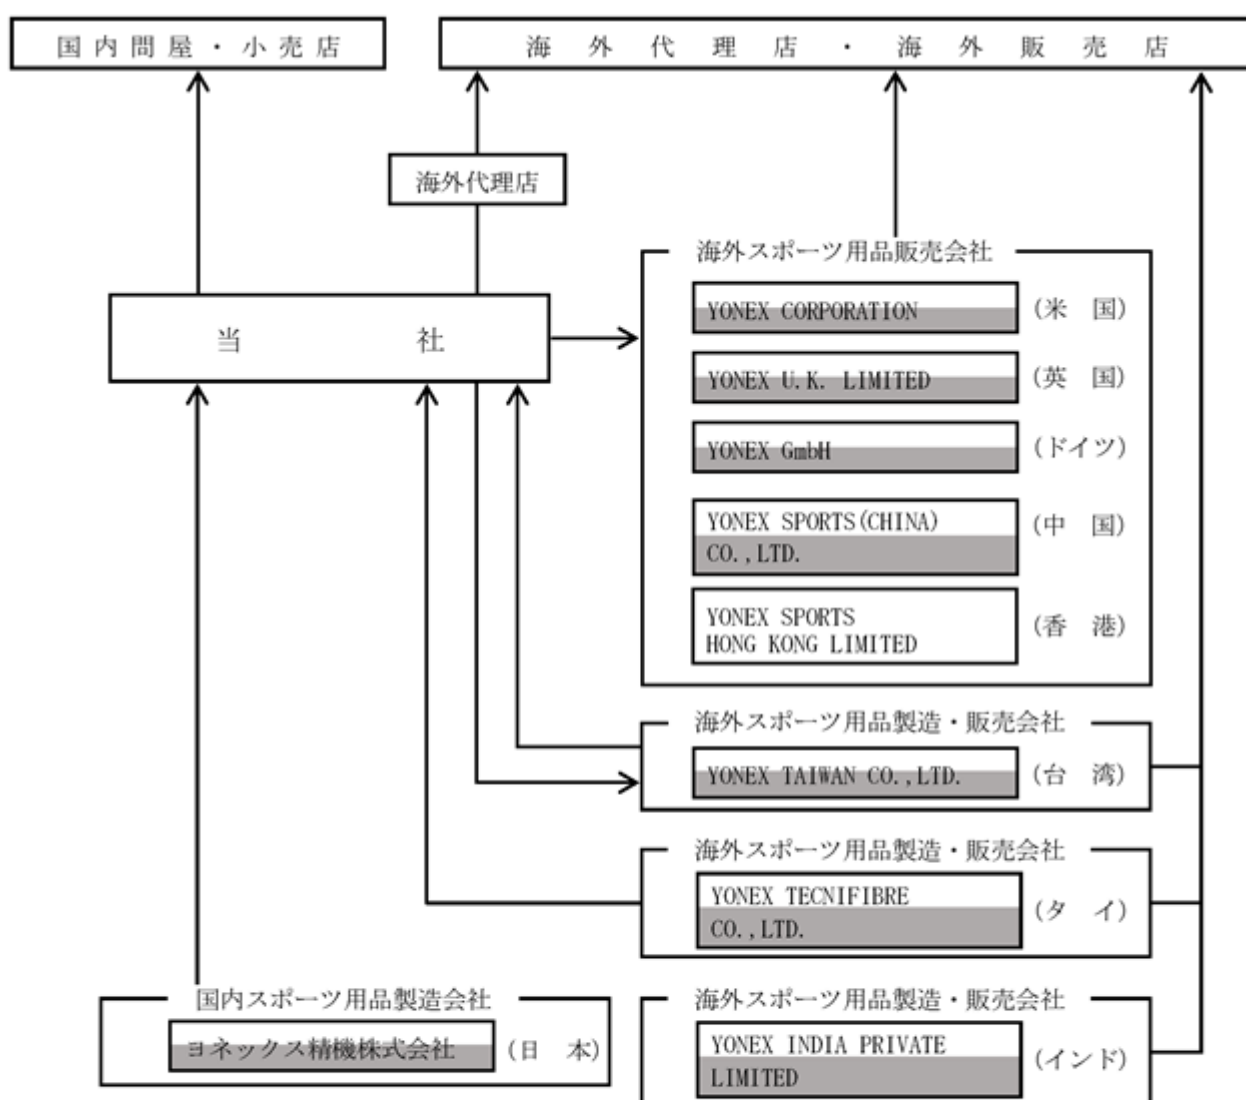 国内問屋・小売店
海外代理店・海外販売店
海外代理店
海外スポーツ用品販売会社
当社
YONEX CORPORATION
(米国)
YONEX U.K. LIMITED
(英国)
YONEX GmbH
(ドイツ)
YONEX SPORTS(CHINA)
CO.,LTD.
(中国)
YONEX SPORTS
HONG KONG LIMITED
(香港)
海外スポーツ用品製造・販売会社
YONEX TAIWAN CO.,LTD.
(台湾)
海外スポーツ用品製造・販売会社
YONEX TECNIFIBRE
CO.,LTD.
(タイ)
国内スポーツ用品製造会社
ヨネックス精機株式会社
(日本)
海外スポーツ用品製造・販売会社
YONEX INDIA PRIVATE
LIMITED
(インド)